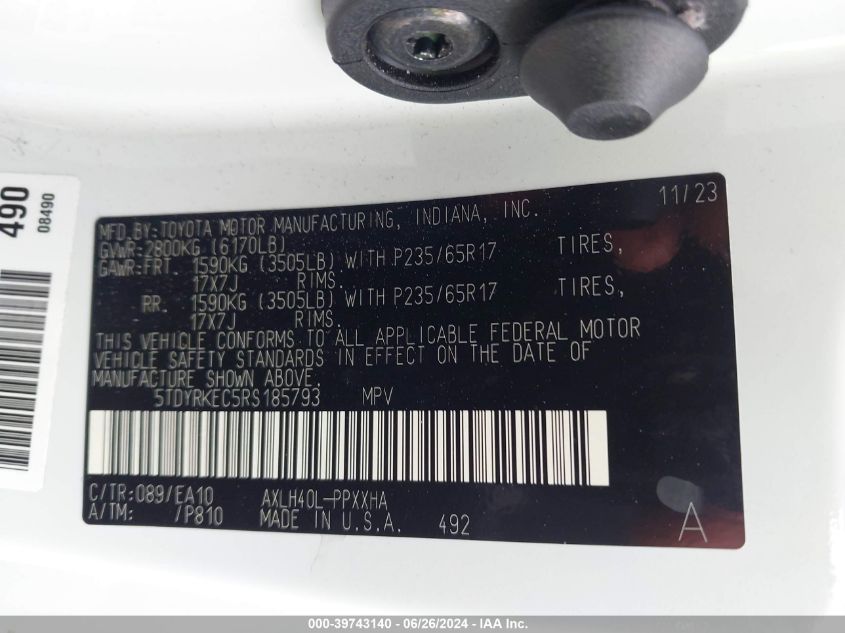 490
08490
11/23
MFD.BY:TOYOTA MOTOR MANUFACTURING, INDIANA, INC.
GVWR:2800KG (6170LB)
GAWR:FRT. 1590KG (3505LB) WITH P235/65R17 TIRES,
17X7J RIMS.
RR. 1590KG (3505LB) WITH P235/65R17 TIRES,
17X7J RIMS.
THIS VEHICLE CONFORMS TO ALL APPLICABLE FEDERAL MOTOR
VEHICLE SAFETY STANDARDS IN EFFECT ON THE DATE OF
MANUFACTURE SHOWN ABOVE.
5TDYRKEC5RS185793 MPV
C/TR:089/EA10 AXLH40L-PPXXHA
A/TM: /P810 MADE IN U.S.A. 492
A
000-39743140 - 06/26/2024 - IAAI.COM